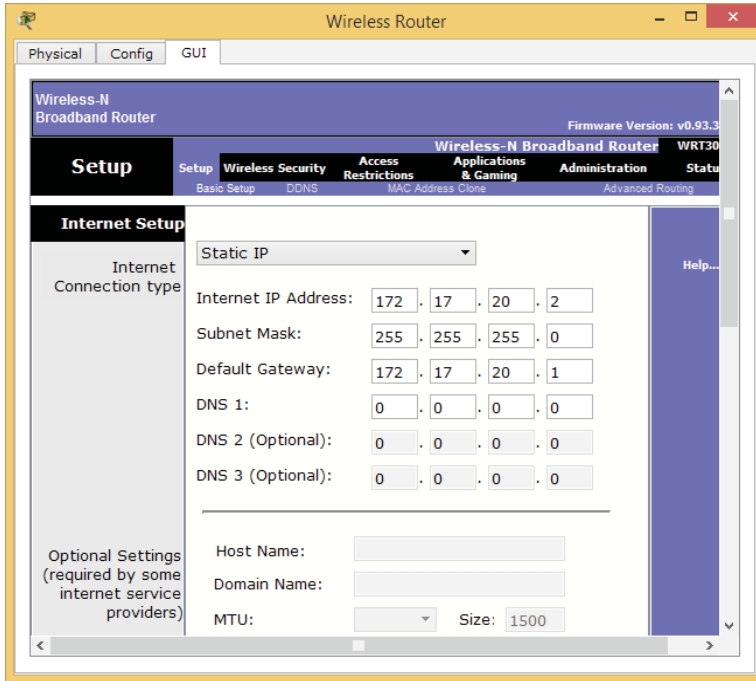 Wireless Router
Physical Config GUI
Wireless-N
Broadband Router
Firmware Version: v0.93.3
Wireless-N Broadband Router WRT30
Setup
Setup Wireless Security Access Restrictions Applications & Gaming Administration Statu
Basic Setup DDNS MAC Address Clone Advanced Routing
Internet Setup
Static IP
Internet
Connection type
Help...
Internet IP Address: 172 . 17 . 20 . 2
Subnet Mask: 255 . 255 . 255 . 0
Default Gateway: 172 . 17 . 20 . 1
DNS 1: 0 . 0 . 0 . 0
DNS 2 (Optional): 0 . 0 . 0 . 0
DNS 3 (Optional): 0 . 0 . 0 . 0
Optional Settings
(required by some
internet service
providers)
Host Name:
Domain Name:
MTU: Size: 1500